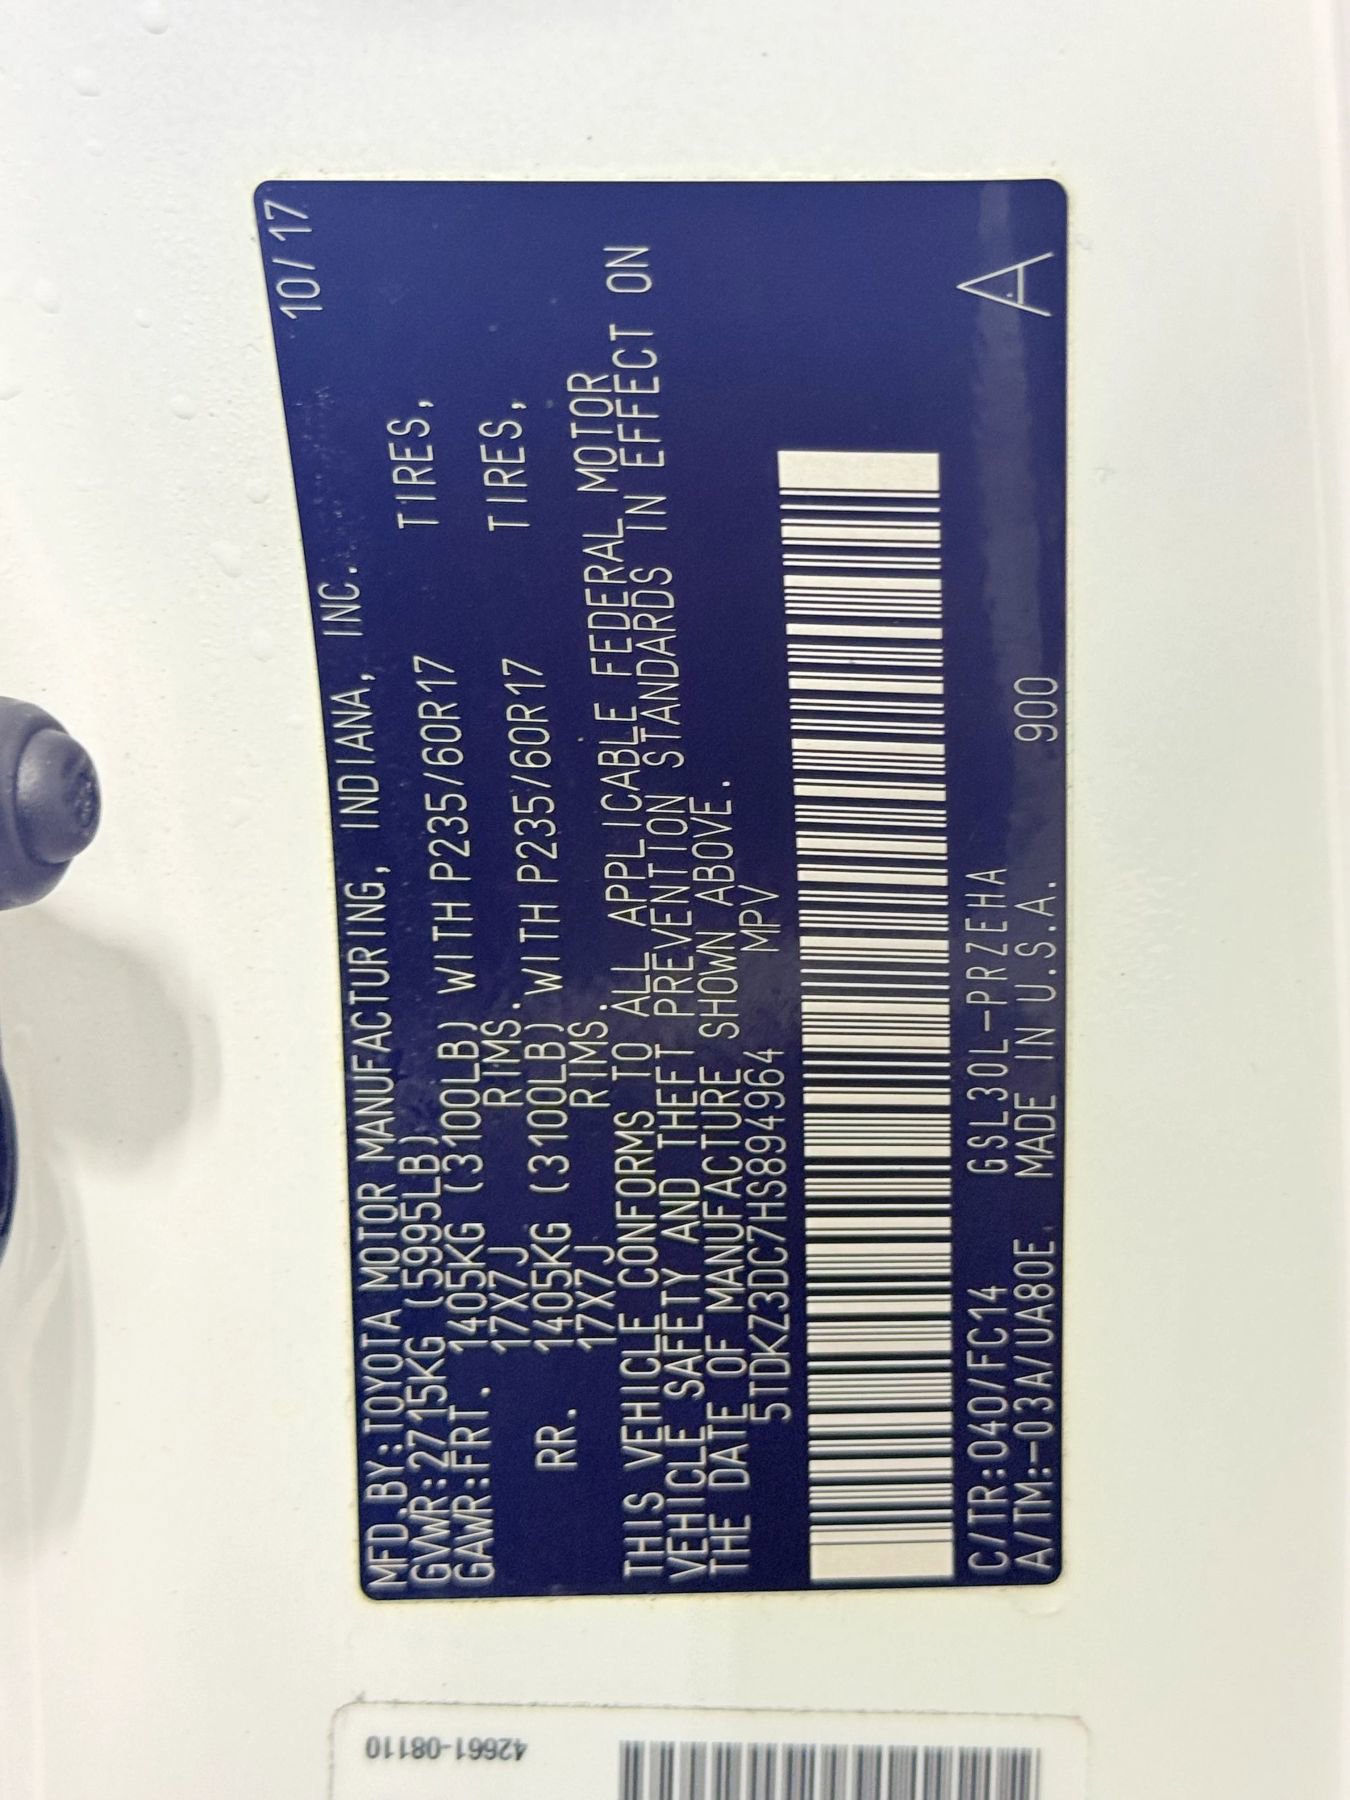 MFD.BY:TOYOTA MOTOR MANUFACTURING, INDIANA, INC. 10/17
GVWR:2715KG (5995LB)
GAWR:FRT. 1405KG (3100LB) WITH P235/60R17 TIRES,
17X7J RIMS.
RR. 1405KG (3100LB) WITH P235/60R17 TIRES,
17X7J RIMS.
THIS VEHICLE CONFORMS TO ALL APPLICABLE FEDERAL MOTOR
VEHICLE SAFETY AND THEFT PREVENTION STANDARDS IN EFFECT ON
THE DATE OF MANUFACTURE SHOWN ABOVE.
5TDKZ3DC7HS894964 MPV
C/TR:040/FC14 GSL30L-PRZEHA
A/TM:-03A/UA80E. MADE IN U.S.A. 900 A
42661-08110